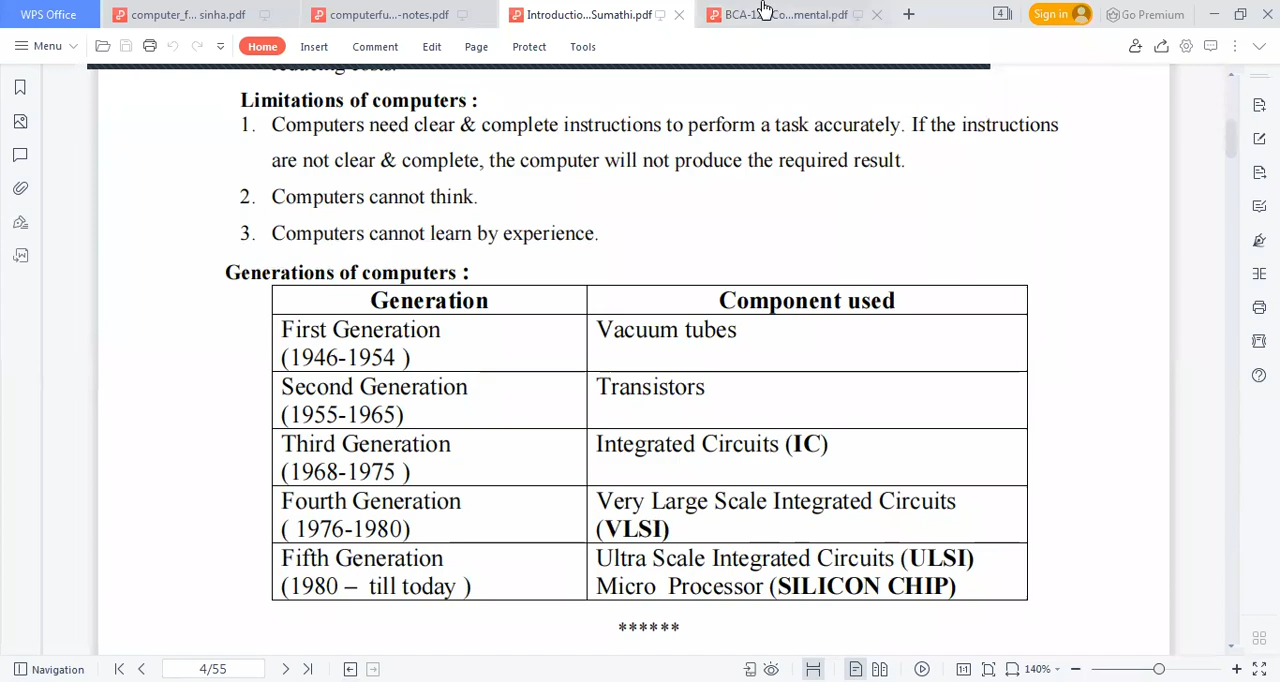 WPS Office
computer_f... sinha.pdf
computerfu...-notes.pdf
Introductio...Sumathi.pdf
Co...mental.pdf
4
Sign in
Go Premium
Menu
Home
Insert
Comment
Edit
Page
Protect
Tools
reducing costs.
Limitations of computers :
1. Computers need clear & complete instructions to perform a task accurately. If the instructions
are not clear & complete, the computer will not produce the required result.
2. Computers cannot think.
3. Computers cannot learn by experience.
Generations of computers :
Generation
Component used
First Generation
(1946-1954 )
Vacuum tubes
Second Generation
(1955-1965)
Transistors
Third Generation
(1968-1975 )
Integrated Circuits (IC)
Fourth Generation
( 1976-1980)
Very Large Scale Integrated Circuits
(VLSI)
Fifth Generation
(1980 – till today )
Ultra Scale Integrated Circuits (ULSI)
Micro Processor (SILICON CHIP)
******
Navigation
4/55
140%